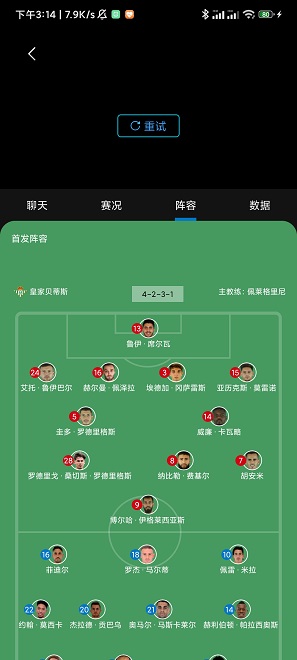 下午3:14 | 7.9K/s
80
重试
聊天 赛况 阵容 数据
首发阵容
皇家贝蒂斯 4-2-3-1 主教练：佩莱格里尼
13
鲁伊·席尔瓦
24 16 3 15
艾托·鲁伊巴尔 赫尔曼·佩泽拉 埃德加·冈萨雷斯 亚历克斯·莫雷诺
5 14
圭多·罗德里格斯 威廉·卡瓦略
28 8 7
罗德里戈·桑切斯·罗德里格斯 纳比勒·费基尔 胡安米
9
博尔哈·伊格莱西亚斯
16 18 10
菲迪尔 罗杰·马尔蒂 佩雷·米拉
22 20 21 14
约翰·莫西卡 杰拉德·贡巴乌 奥马尔·马斯卡莱尔 赫利伯顿·帕拉西奥斯